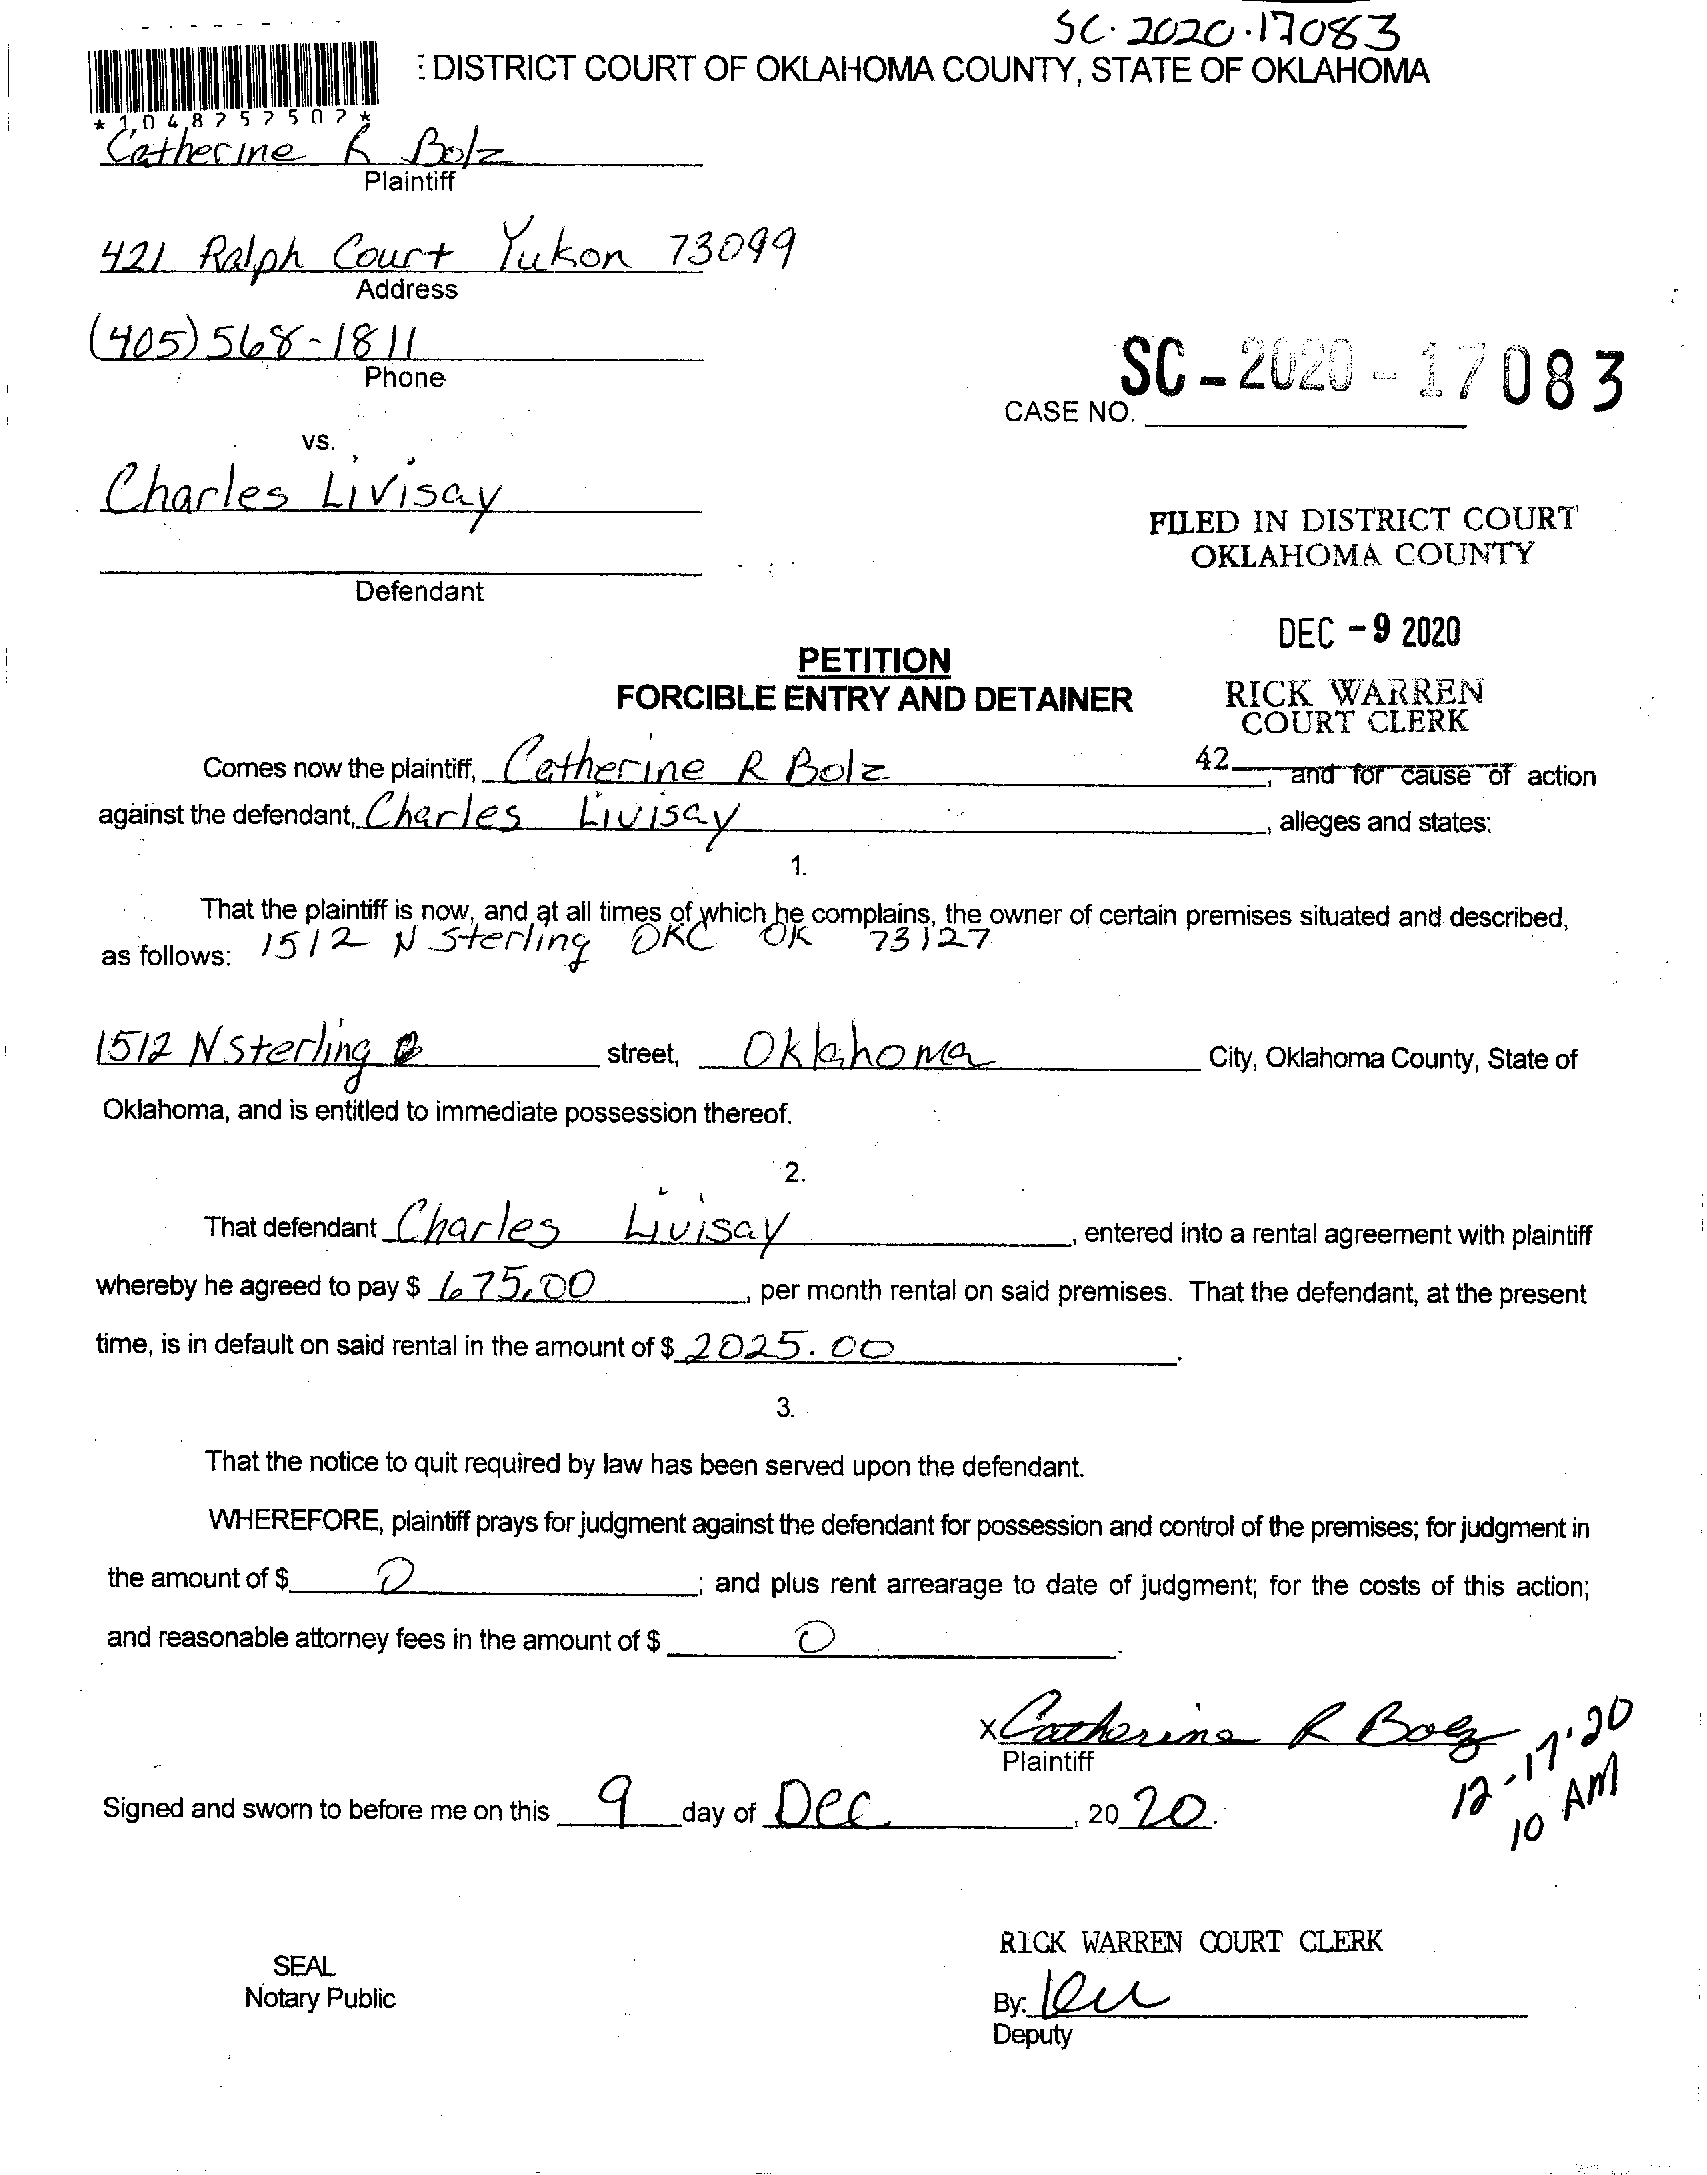 SC-2020-17083
: DISTRICT COURT OF OKLAHOMA COUNTY, STATE OF OKLAHOMA
*1048757507*
Catherine R Bolz
Plaintiff
421 Ralph Court Yukon 73099
Address
(405) 568-1811
Phone
SC-2020-17083
CASE NO.
vs.
Charles Livisay
Defendant
FILED IN DISTRICT COURT
OKLAHOMA COUNTY
DEC -9 2020
RICK WARREN
COURT CLERK
42
PETITION
FORCIBLE ENTRY AND DETAINER
Comes now the plaintiff, Catherine R Bolz, and for cause of action
against the defendant, Charles Livisay, alleges and states:
1.
That the plaintiff is now, and at all times of which he complains, the owner of certain premises situated and described,
as follows: 1512 N Sterling OKC OK 73127
1512 N Sterling street, Oklahoma City, Oklahoma County, State of
Oklahoma, and is entitled to immediate possession thereof.
2.
That defendant Charles Livisay, entered into a rental agreement with plaintiff
whereby he agreed to pay $ 675.00, per month rental on said premises. That the defendant, at the present
time, is in default on said rental in the amount of $ 2025.00.
3.
That the notice to quit required by law has been served upon the defendant.
WHEREFORE, plaintiff prays for judgment against the defendant for possession and control of the premises; for judgment in
the amount of $ 0; and plus rent arrearage to date of judgment; for the costs of this action;
and reasonable attorney fees in the amount of $ 0.
x Catherine R Bolz
Plaintiff
12-17-20
10 AM
Signed and sworn to before me on this 9 day of Dec, 20 20.
RICK WARREN COURT CLERK
SEAL
Notary Public
By:
Deputy